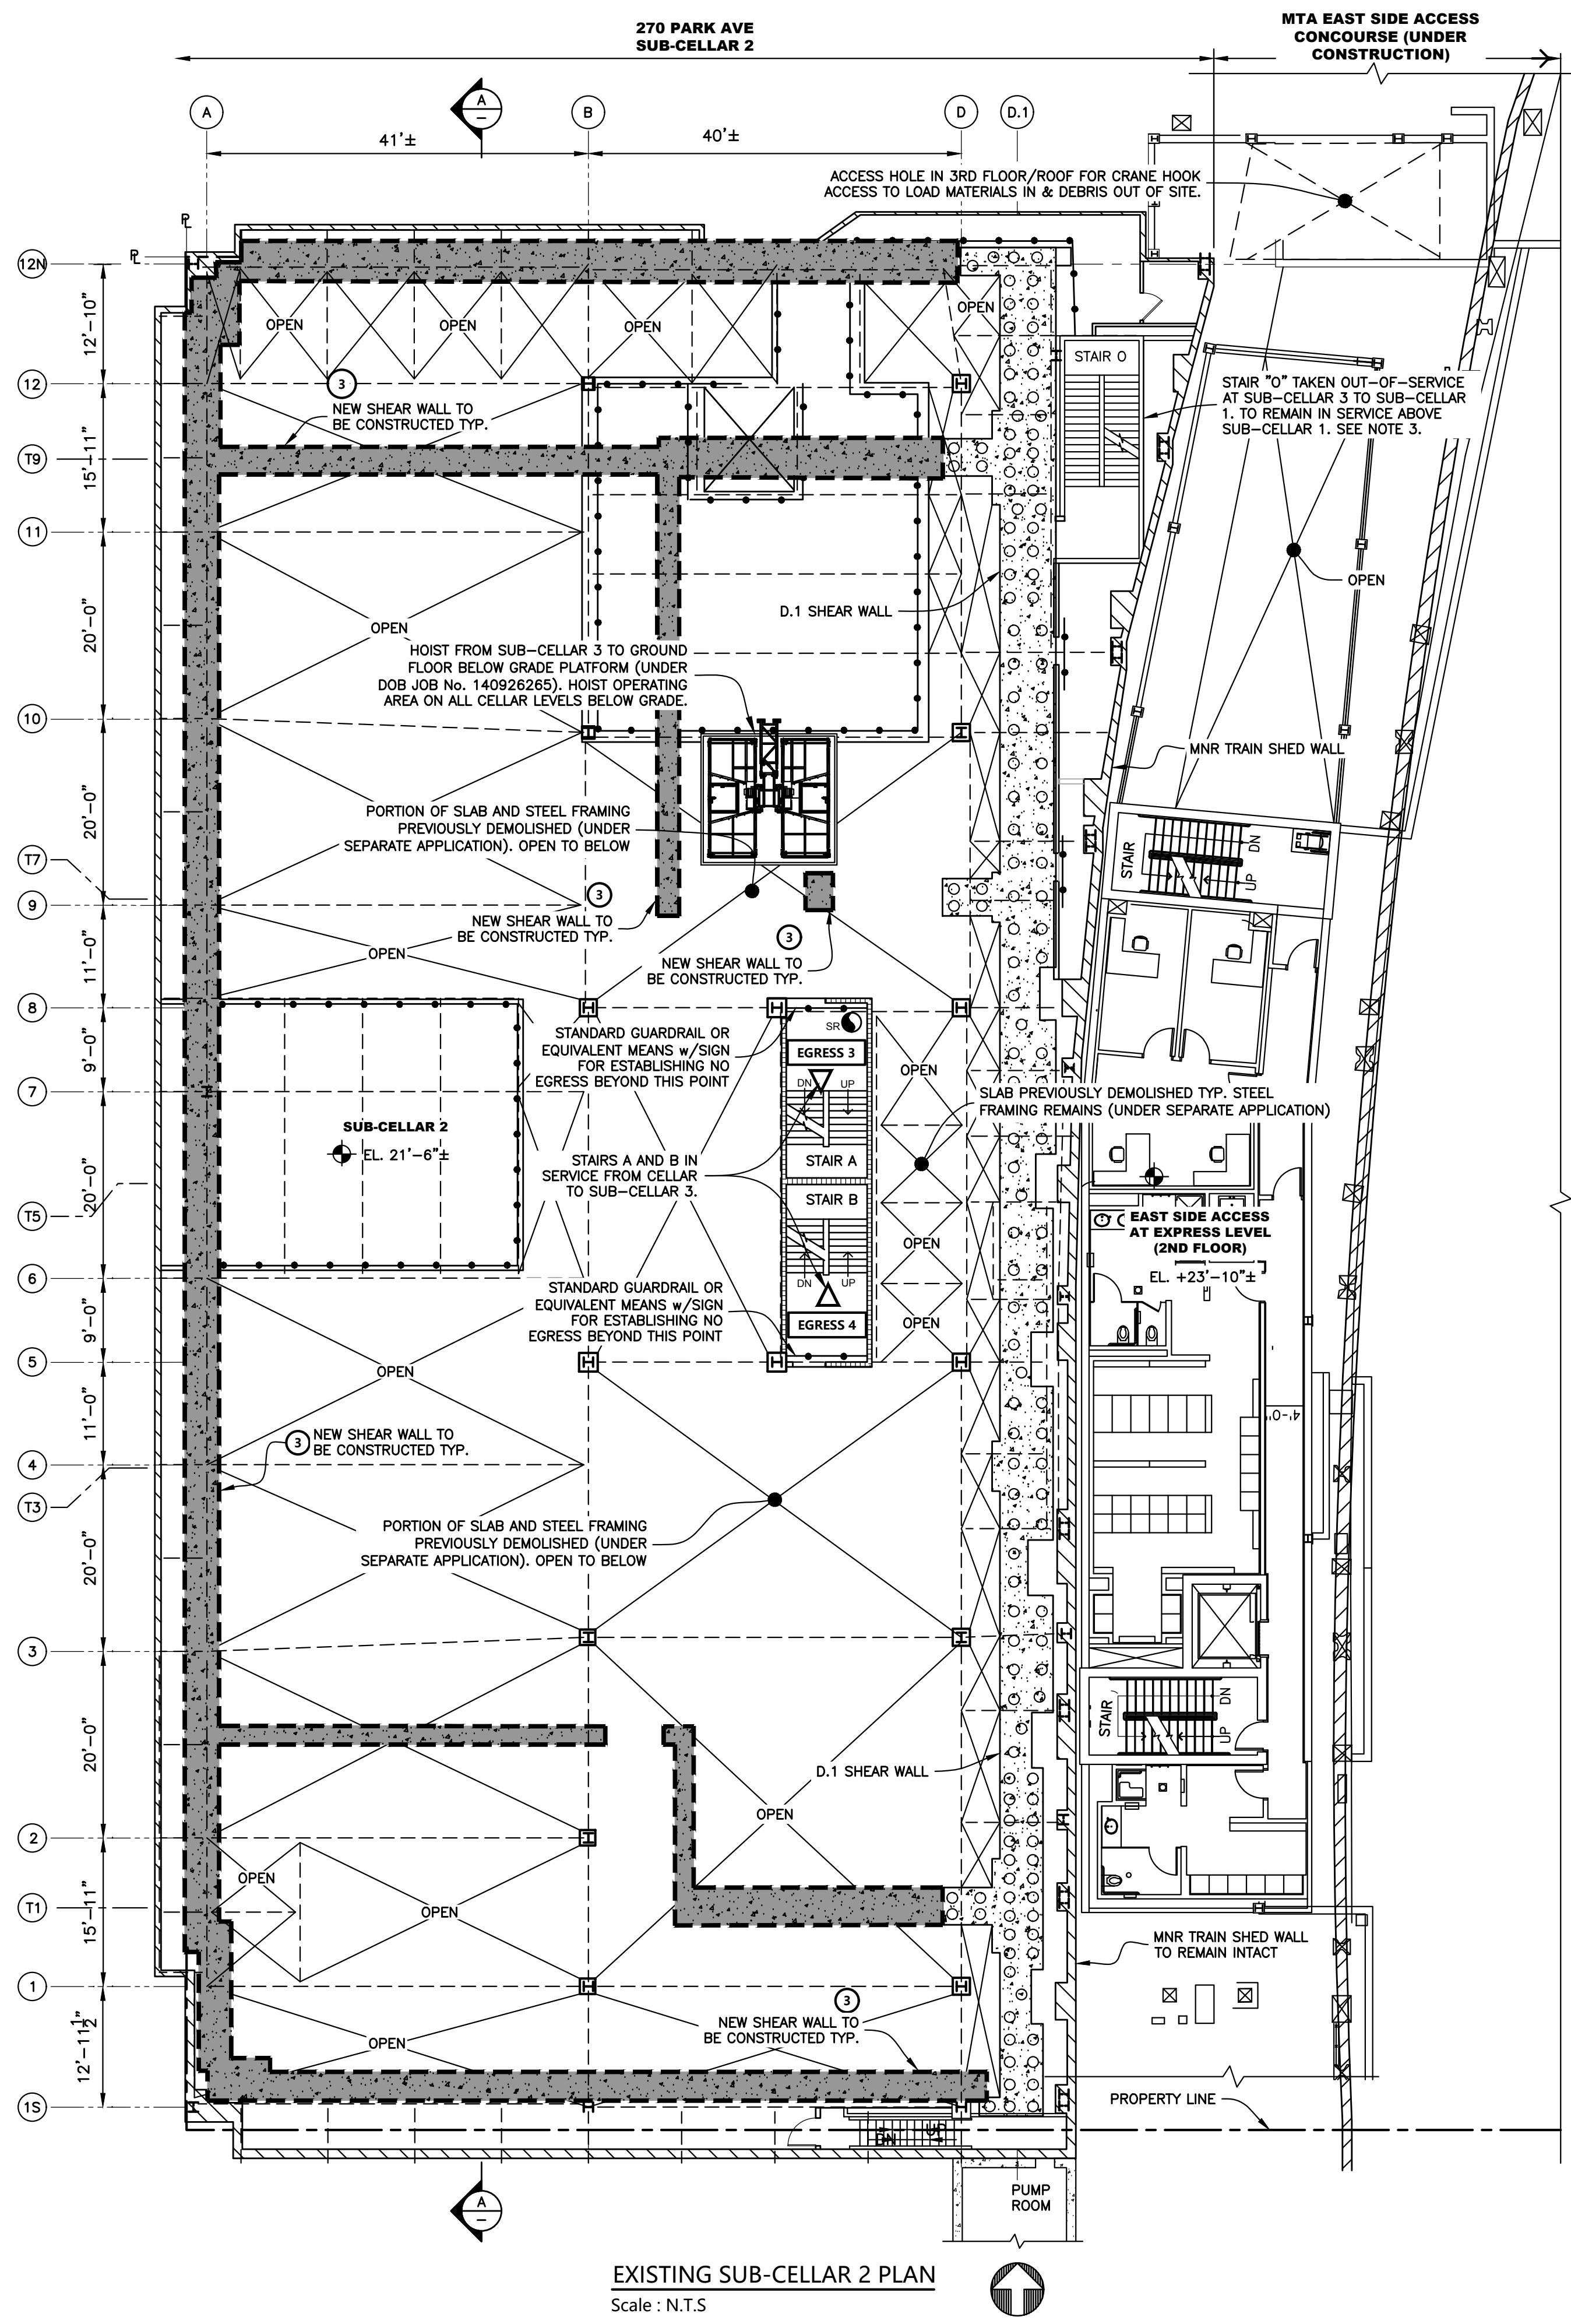 270 PARK AVE
SUB-CELLAR 2
MTA EAST SIDE ACCESS
CONCOURSE (UNDER
CONSTRUCTION)
A
B
D
D.1
A
–
41'±
40'±
ACCESS HOLE IN 3RD FLOOR/ROOF FOR CRANE HOOK
ACCESS TO LOAD MATERIALS IN & DEBRIS OUT OF SITE.
PL
PL
12N
12'-10"
OPEN
OPEN
OPEN
OPEN
STAIR O
12
3
NEW SHEAR WALL TO
BE CONSTRUCTED TYP.
STAIR "O" TAKEN OUT-OF-SERVICE
AT SUB-CELLAR 3 TO SUB-CELLAR
1. TO REMAIN IN SERVICE ABOVE
SUB-CELLAR 1. SEE NOTE 3.
T9
15'-11"
11
OPEN
20'-0"
D.1 SHEAR WALL
OPEN
HOIST FROM SUB-CELLAR 3 TO GROUND
FLOOR BELOW GRADE PLATFORM (UNDER
DOB JOB No. 140926265). HOIST OPERATING
AREA ON ALL CELLAR LEVELS BELOW GRADE.
10
MNR TRAIN SHED WALL
20'-0"
PORTION OF SLAB AND STEEL FRAMING
PREVIOUSLY DEMOLISHED (UNDER
SEPARATE APPLICATION). OPEN TO BELOW
STAIR
DN
UP
T7
9
3
NEW SHEAR WALL TO
BE CONSTRUCTED TYP.
3
NEW SHEAR WALL TO
BE CONSTRUCTED TYP.
11'-0"
OPEN
8
STANDARD GUARDRAIL OR
EQUIVALENT MEANS w/SIGN
FOR ESTABLISHING NO
EGRESS BEYOND THIS POINT
SR
EGRESS 3
DN
UP
9'-0"
OPEN
7
SLAB PREVIOUSLY DEMOLISHED TYP. STEEL
FRAMING REMAINS (UNDER SEPARATE APPLICATION)
SUB-CELLAR 2
EL. 21'-6"±
STAIRS A AND B IN
SERVICE FROM CELLAR
TO SUB-CELLAR 3.
STAIR A
STAIR B
20'-0"
T5
EAST SIDE ACCESS
AT EXPRESS LEVEL
(2ND FLOOR)
EL. +23'-10"±
OPEN
6
DN
UP
STANDARD GUARDRAIL OR
EQUIVALENT MEANS w/SIGN
FOR ESTABLISHING NO
EGRESS BEYOND THIS POINT
EGRESS 4
OPEN
9'-0"
5
OPEN
11'-0"
4'-0"
3
NEW SHEAR WALL TO
BE CONSTRUCTED TYP.
4
T3
PORTION OF SLAB AND STEEL FRAMING
PREVIOUSLY DEMOLISHED (UNDER
SEPARATE APPLICATION). OPEN TO BELOW
20'-0"
3
STAIR
DN
UP
20'-0"
D.1 SHEAR WALL
OPEN
2
OPEN
OPEN
T1
15'-11"
MNR TRAIN SHED WALL
TO REMAIN INTACT
1
3
NEW SHEAR WALL TO
BE CONSTRUCTED TYP.
OPEN
12'-11 1/2"
1S
PROPERTY LINE
DN
UP
A
–
PUMP
ROOM
EXISTING SUB-CELLAR 2 PLAN
Scale : N.T.S